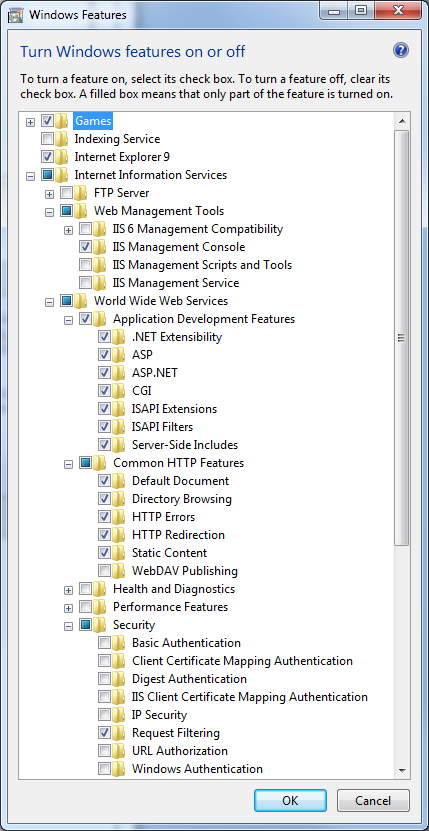 Windows Features
Turn Windows features on or off
To turn a feature on, select its check box. To turn a feature off, clear its
check box. A filled box means that only part of the feature is turned on.
Games
Indexing Service
Internet Explorer 9
Internet Information Services
FTP Server
Web Management Tools
IIS 6 Management Compatibility
IIS Management Console
IIS Management Scripts and Tools
IIS Management Service
World Wide Web Services
Application Development Features
.NET Extensibility
ASP
ASP.NET
CGI
ISAPI Extensions
ISAPI Filters
Server-Side Includes
Common HTTP Features
Default Document
Directory Browsing
HTTP Errors
HTTP Redirection
Static Content
WebDAV Publishing
Health and Diagnostics
Performance Features
Security
Basic Authentication
Client Certificate Mapping Authentication
Digest Authentication
IIS Client Certificate Mapping Authentication
IP Security
Request Filtering
URL Authorization
Windows Authentication
OK
Cancel